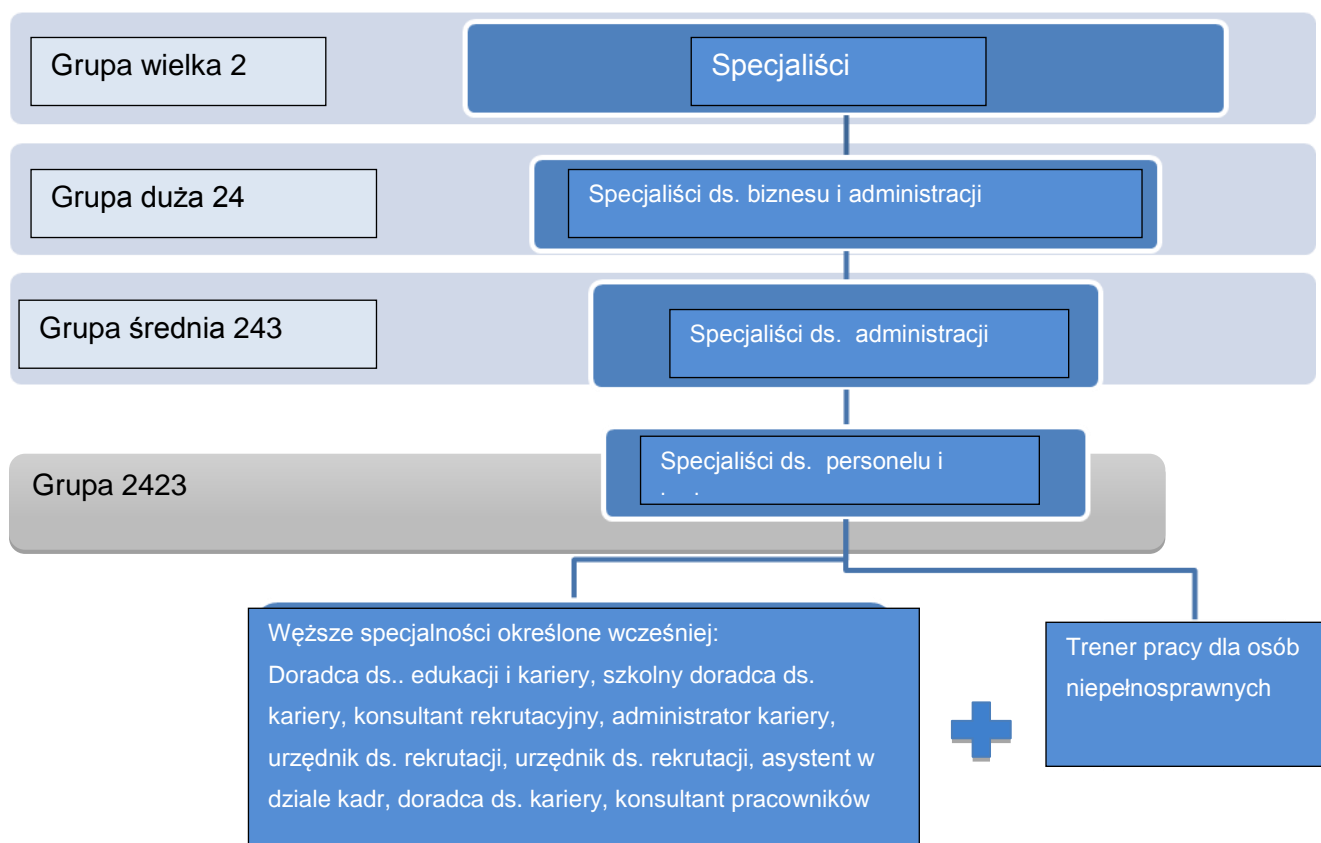 Grupa wielka 2
Specjaliści
Grupa duża 24
Specjaliści ds. biznesu i administracji
Grupa średnia 243
Specjaliści ds.  administracji
Grupa 2423
Specjaliści ds.  personelu i
.   .
Węższe specjalności określone wcześniej:
Doradca ds.. edukacji i kariery, szkolny doradca ds.
kariery, konsultant rekrutacyjny, administrator kariery,
urzędnik ds. rekrutacji, urzędnik ds. rekrutacji, asystent w
dziale kadr, doradca ds. kariery, konsultant pracowników
Trener pracy dla osób
niepełnosprawnych